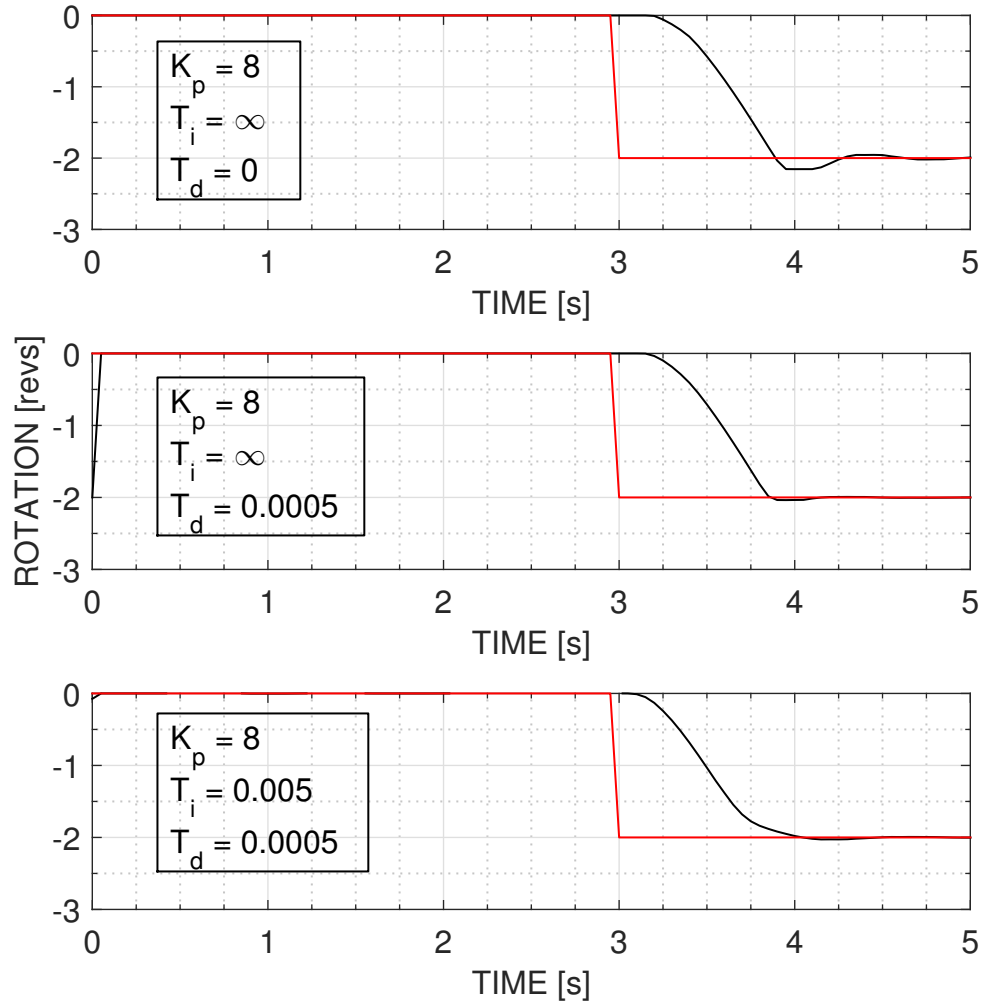 0
-1
-2
-3
K_p = 8
T_i = ∞
T_d = 0
0 1 2 3 4 5
TIME [s]
ROTATION [revs]
0
-1
-2
-3
K_p = 8
T_i = ∞
T_d = 0.0005
0 1 2 3 4 5
TIME [s]
0
-1
-2
-3
K_p = 8
T_i = 0.005
T_d = 0.0005
0 1 2 3 4 5
TIME [s]